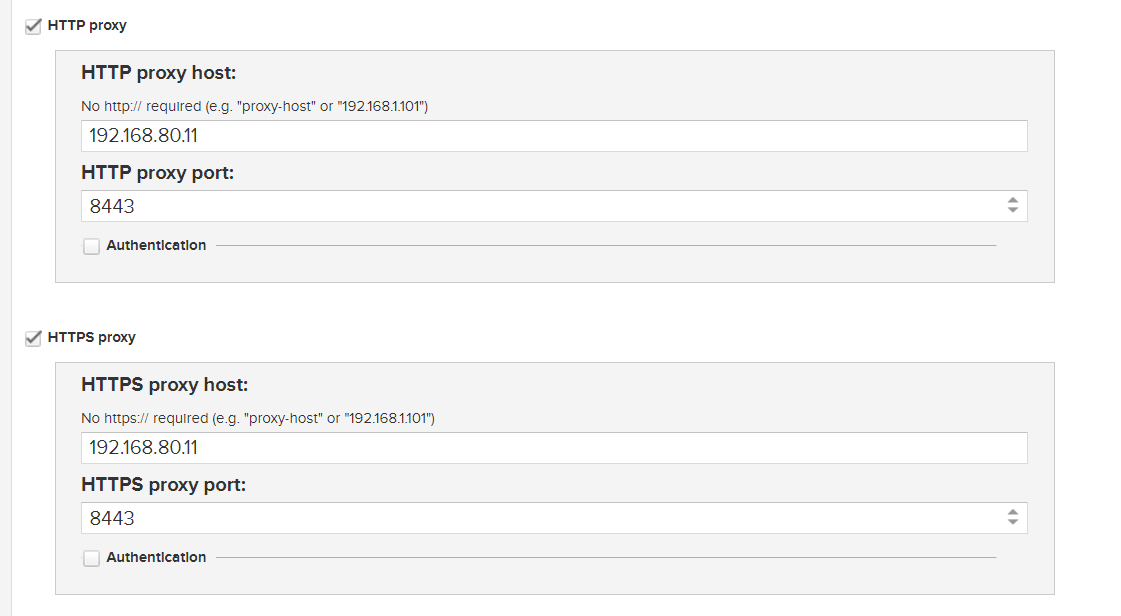 HTTP proxy
HTTP proxy host:
No http:// required (e.g. "proxy-host" or "192.168.1.101")
192.168.80.11
HTTP proxy port:
8443
Authentication
HTTPS proxy
HTTPS proxy host:
No https:// required (e.g. "proxy-host" or "192.168.1.101")
192.168.80.11
HTTPS proxy port:
8443
Authentication